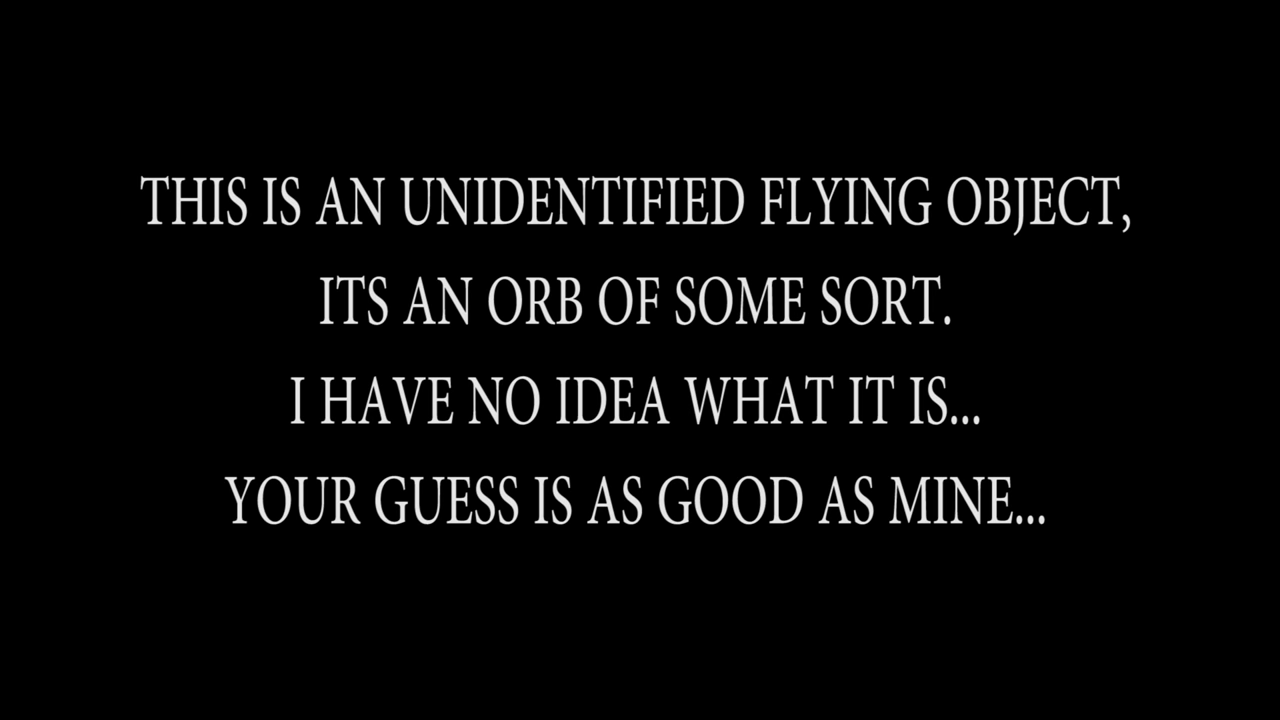 THIS IS AN UNIDENTIFIED FLYING OBJECT,
ITS AN ORB OF SOME SORT.
I HAVE NO IDEA WHAT IT IS...
YOUR GUESS IS AS GOOD AS MINE...